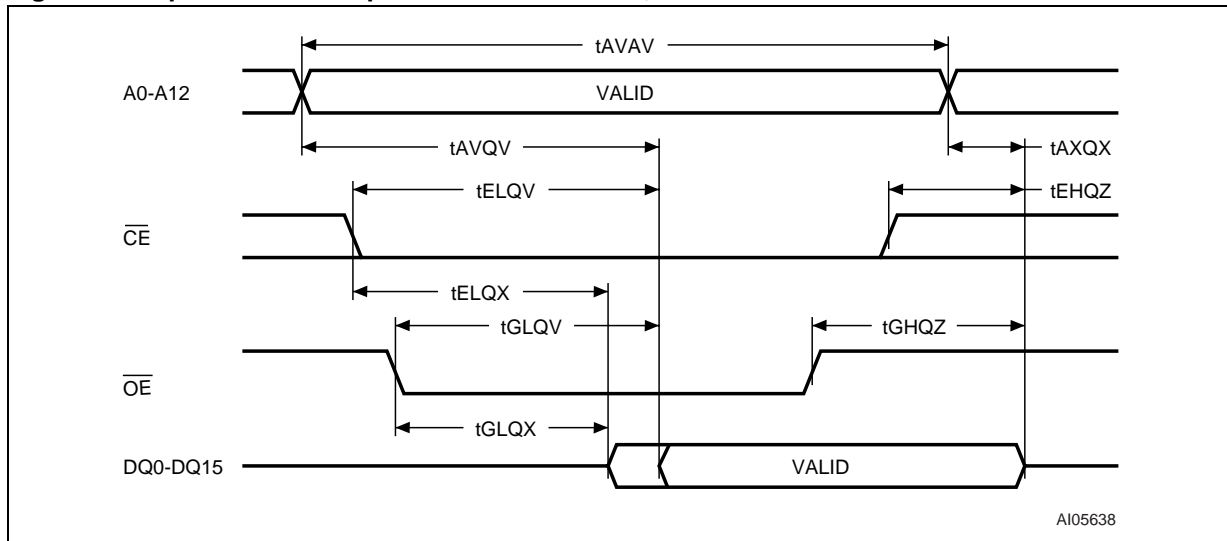 tAVAV
A0-A12
VALID
tAVQV
tAXQX
tELQV
tEHQZ
CE
tELQX
tGLQV
tGHQZ
OE
tGLQX
DQ0-DQ15
VALID
AI05638